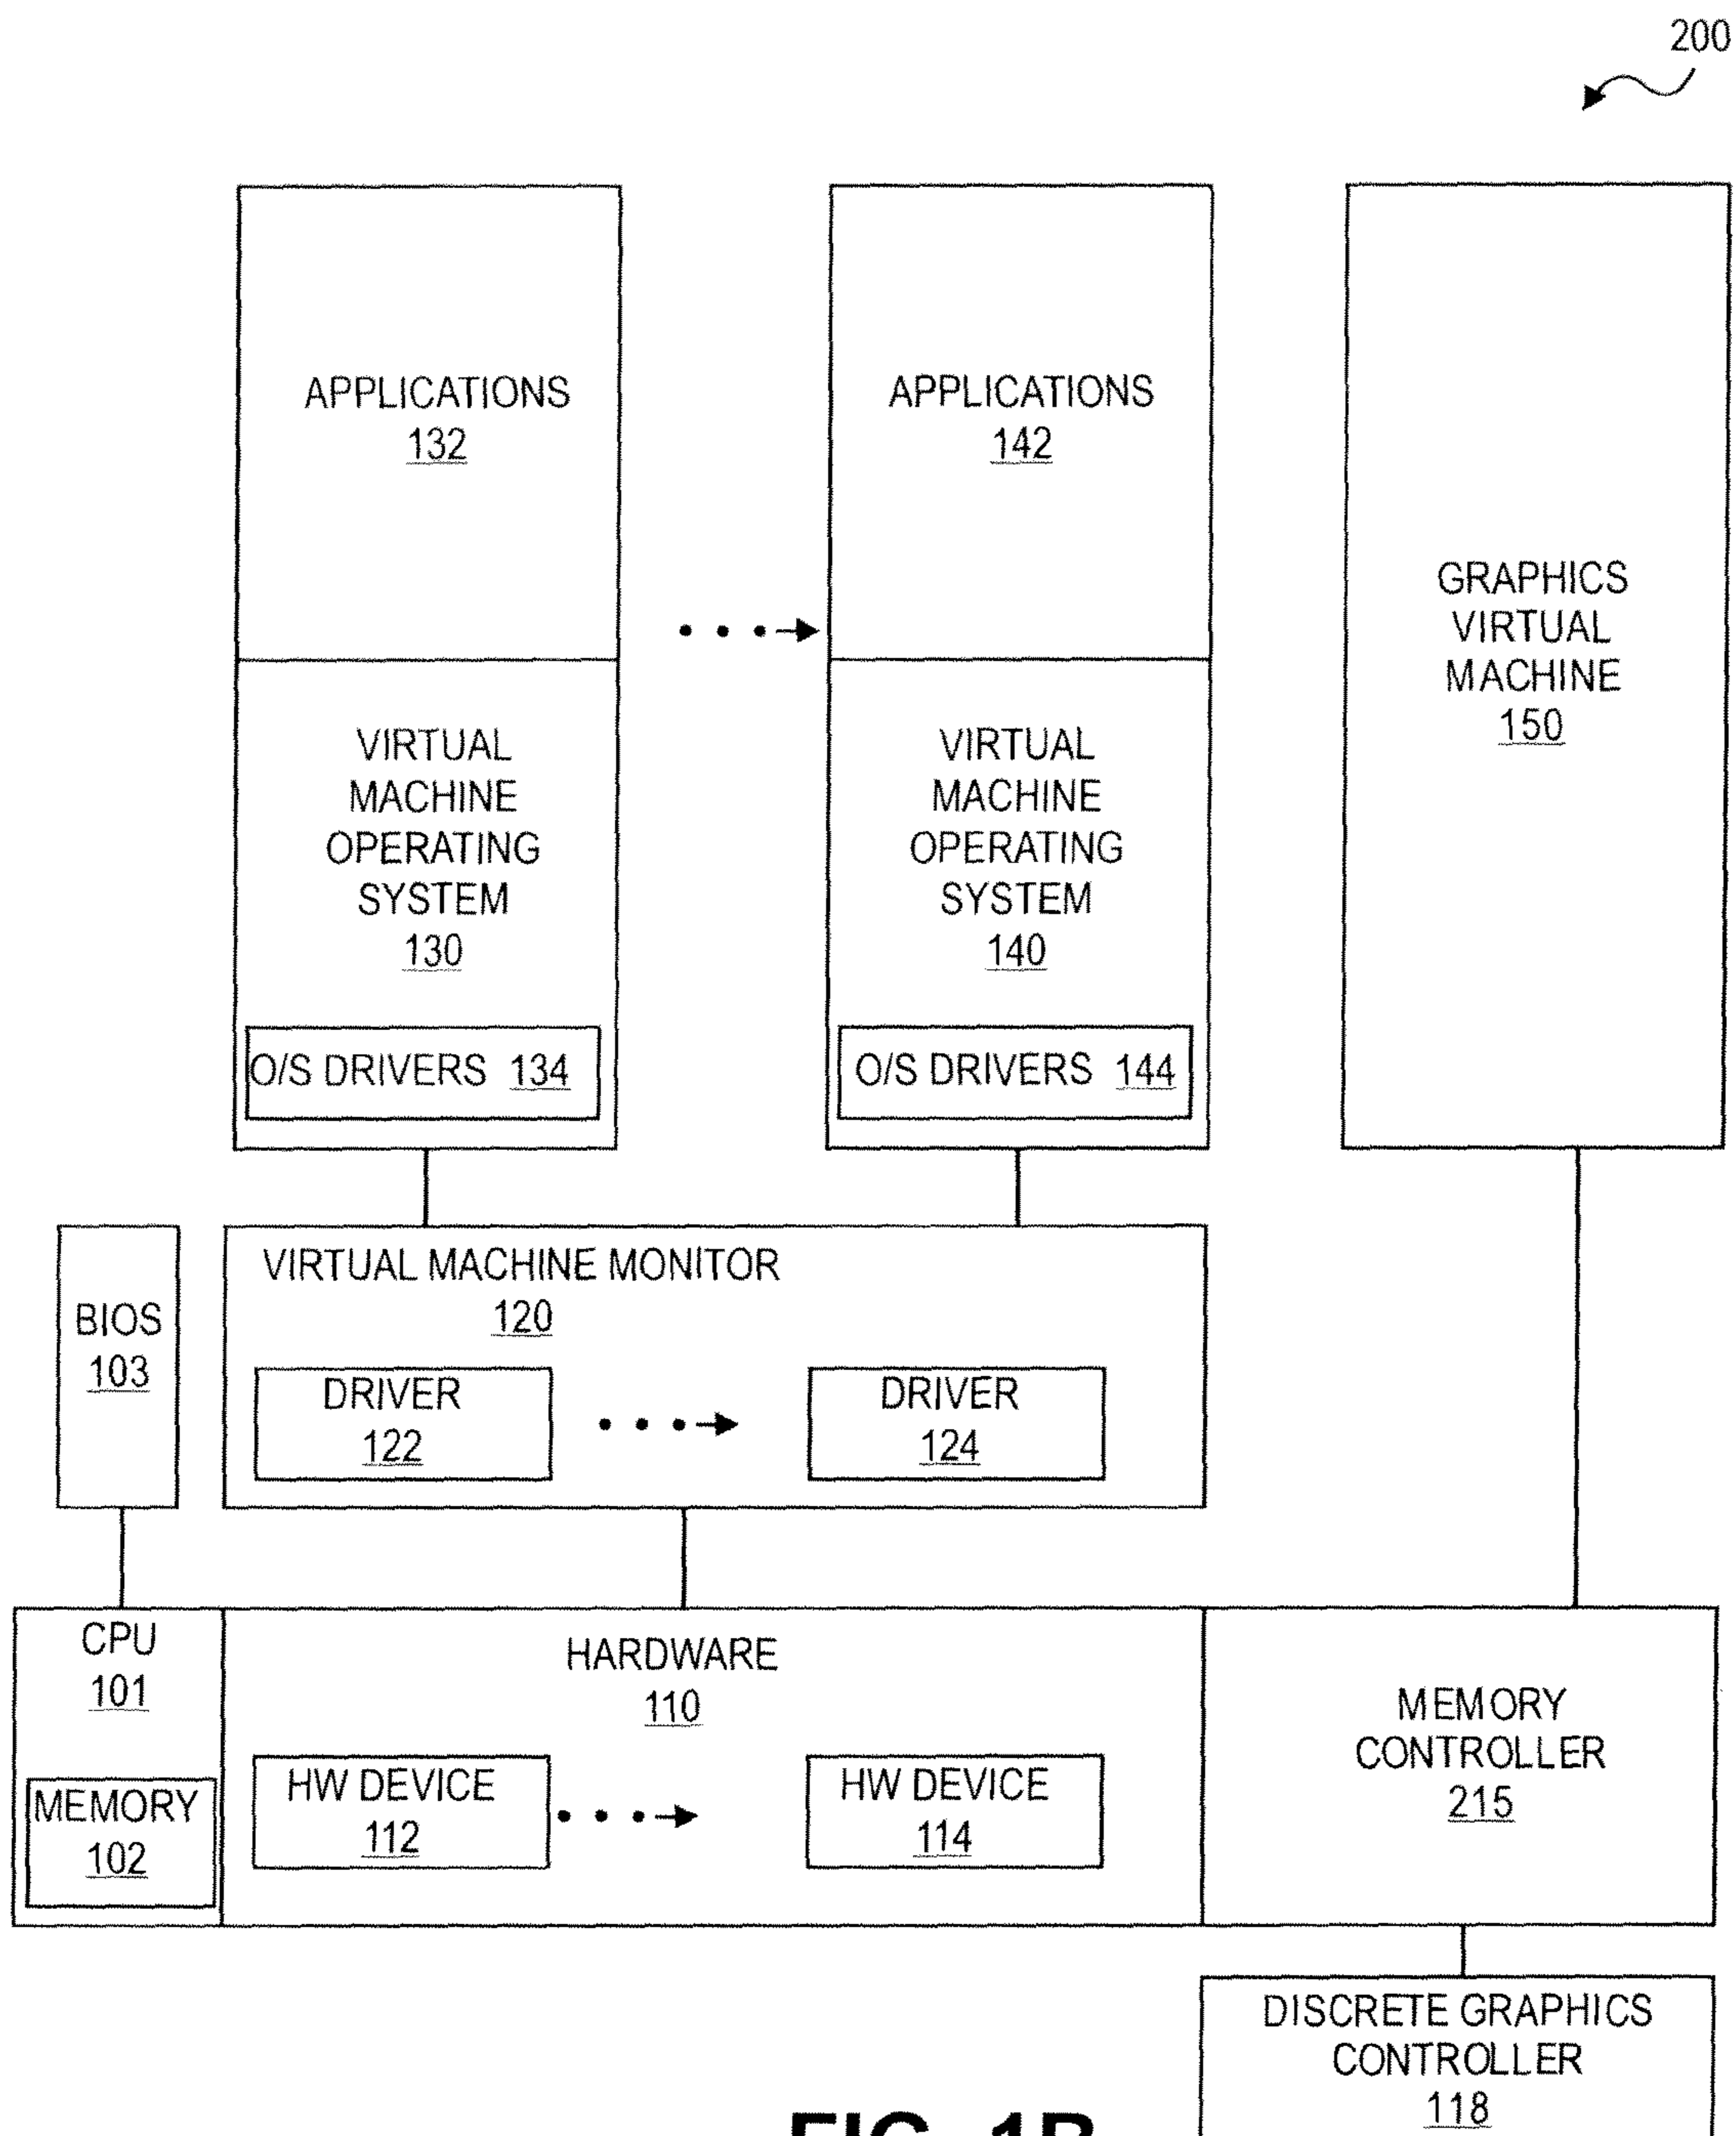 200
APPLICATIONS
132
APPLICATIONS
142
GRAPHICS
VIRTUAL
MACHINE
150
VIRTUAL
MACHINE
OPERATING
SYSTEM
130
VIRTUAL
MACHINE
OPERATING
SYSTEM
140
O/S DRIVERS 134
O/S DRIVERS 144
BIOS
103
VIRTUAL MACHINE MONITOR
120
DRIVER
122
DRIVER
124
CPU
101
MEMORY
102
HARDWARE
110
HW DEVICE
112
HW DEVICE
114
MEMORY
CONTROLLER
215
DISCRETE GRAPHICS
CONTROLLER
118
FIG. 1B